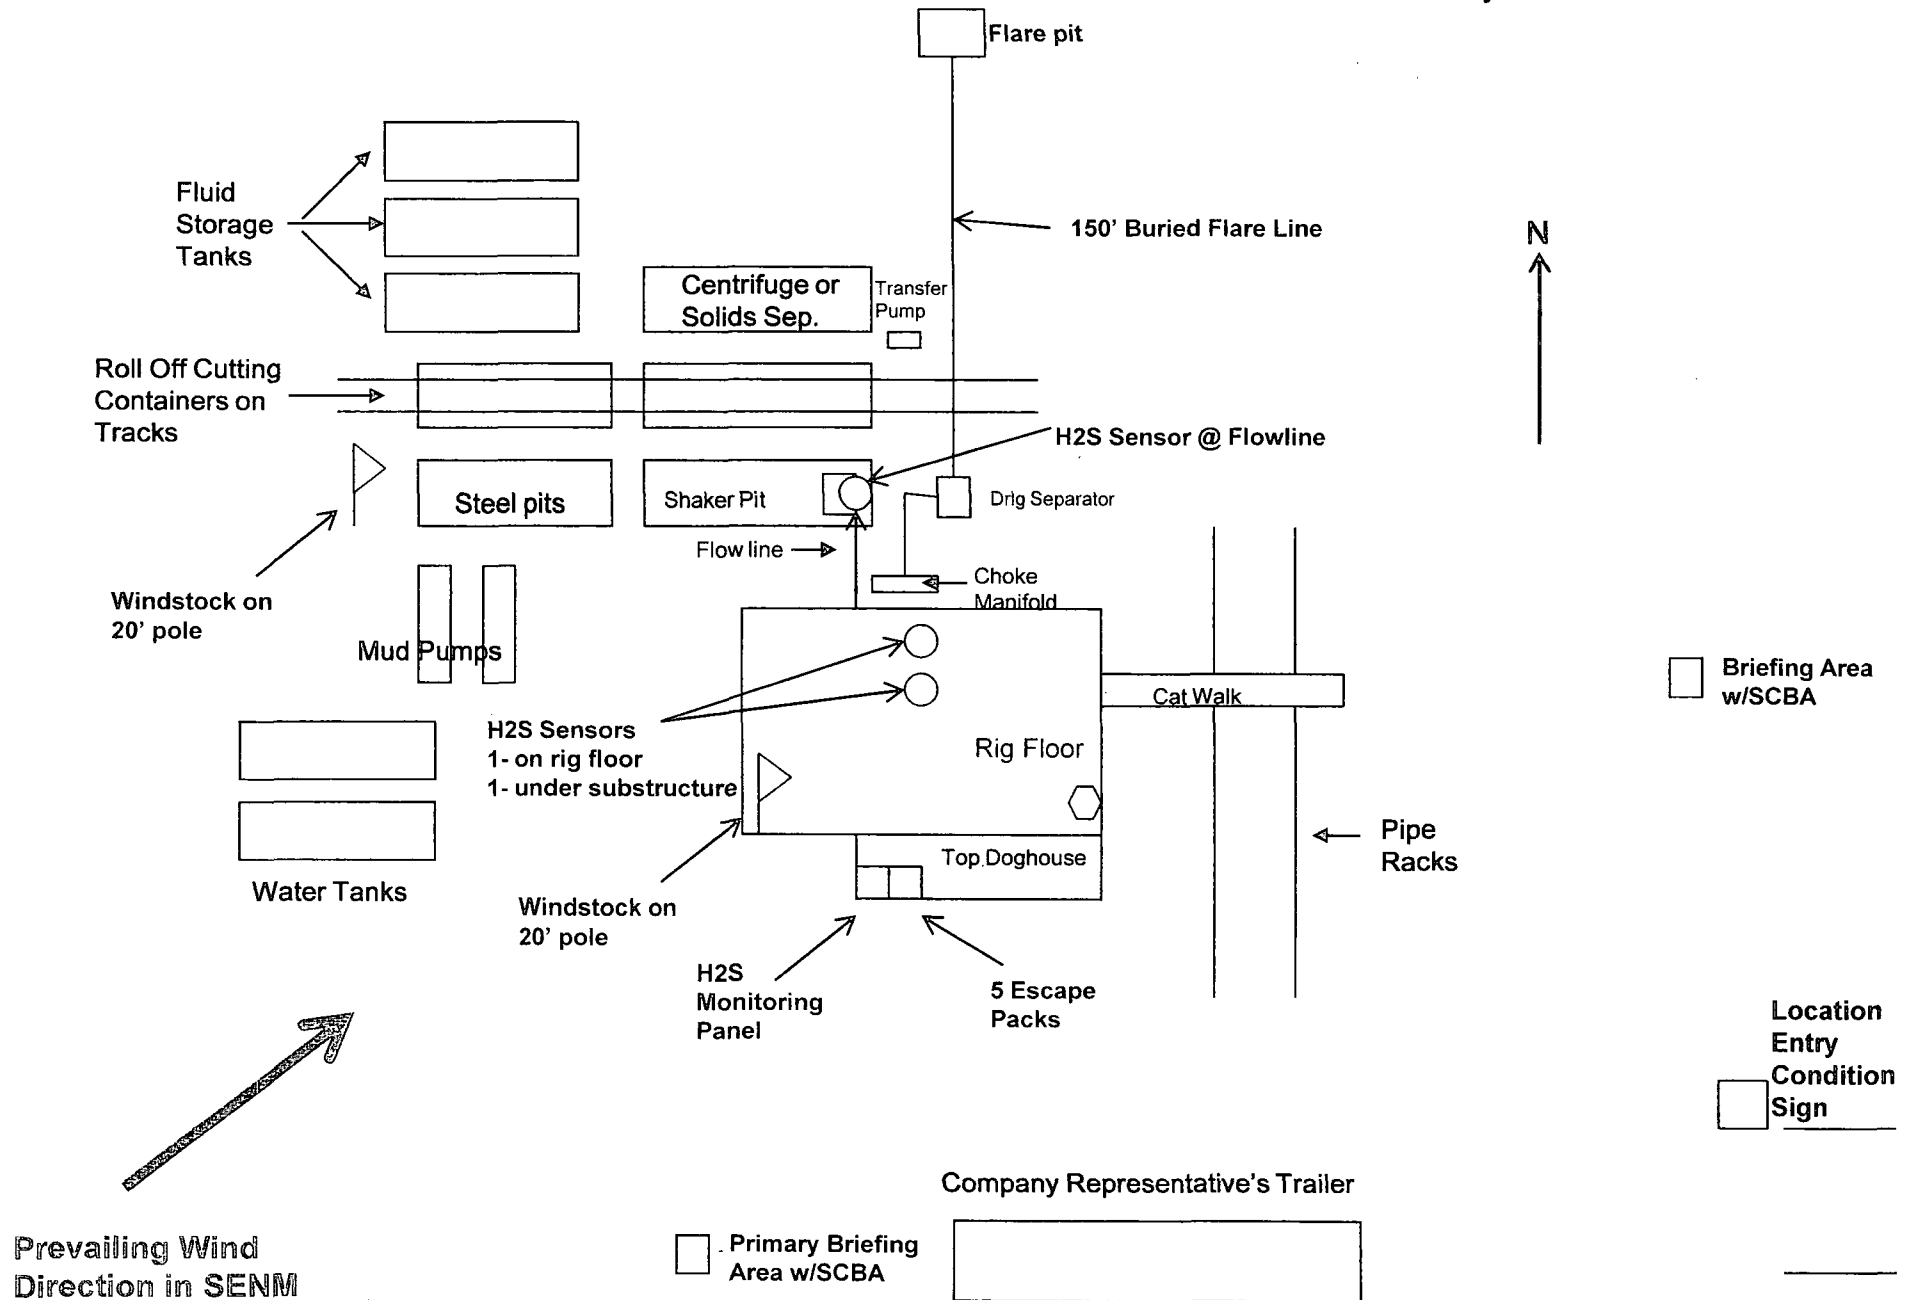 Flare pit
Fluid
Storage
Tanks
150' Buried Flare Line
N
Centrifuge or
Solids Sep.
Transfer
Pump
Roll Off Cutting
Containers on
Tracks
H2S Sensor @ Flowline
Steel pits
Shaker Pit
Drlg Separator
Flow line
Choke
Manifold
Windstock on
20' pole
Mud Pumps
Briefing Area
w/SCBA
Cat Walk
H2S Sensors
1- on rig floor
1- under substructure
Rig Floor
Pipe
Racks
Top Doghouse
Water Tanks
Windstock on
20' pole
H2S
Monitoring
Panel
5 Escape
Packs
Location
Entry
Condition
Sign
Company Representative's Trailer
Prevailing Wind
Direction in SENM
Primary Briefing
Area w/SCBA